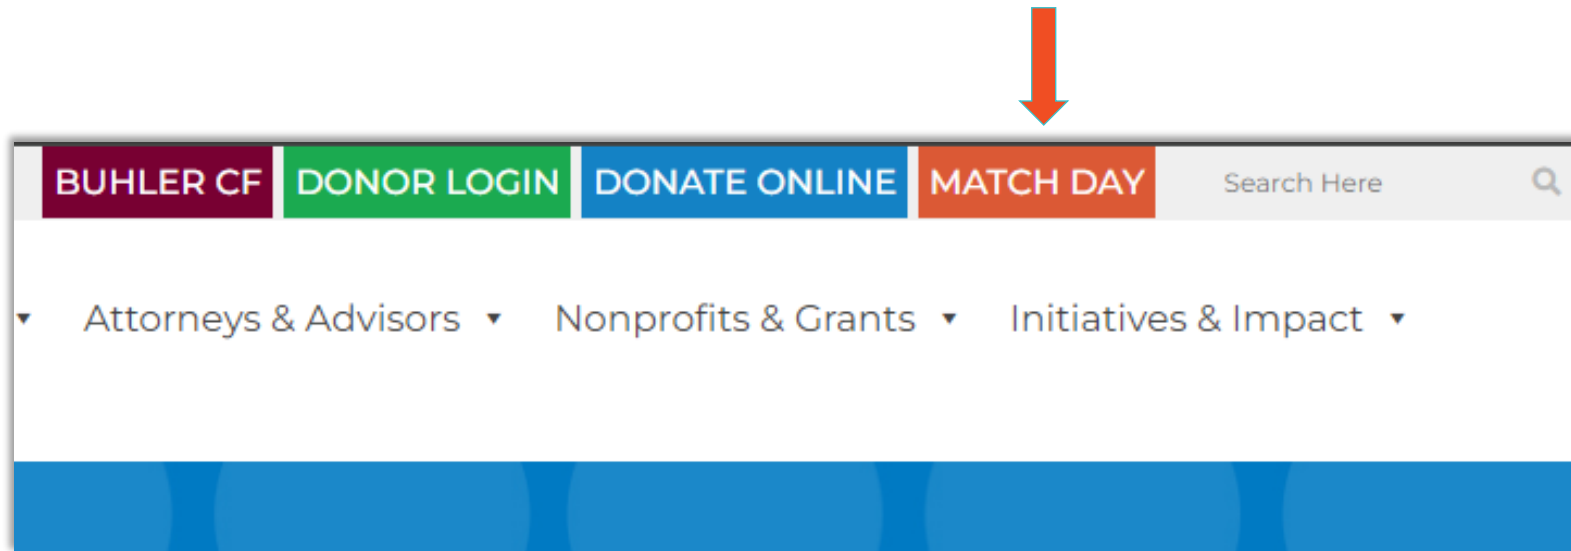 BUHLER CF DONOR LOGIN DONATE ONLINE MATCH DAY Search Here
Attorneys & Advisors Nonprofits & Grants Initiatives & Impact